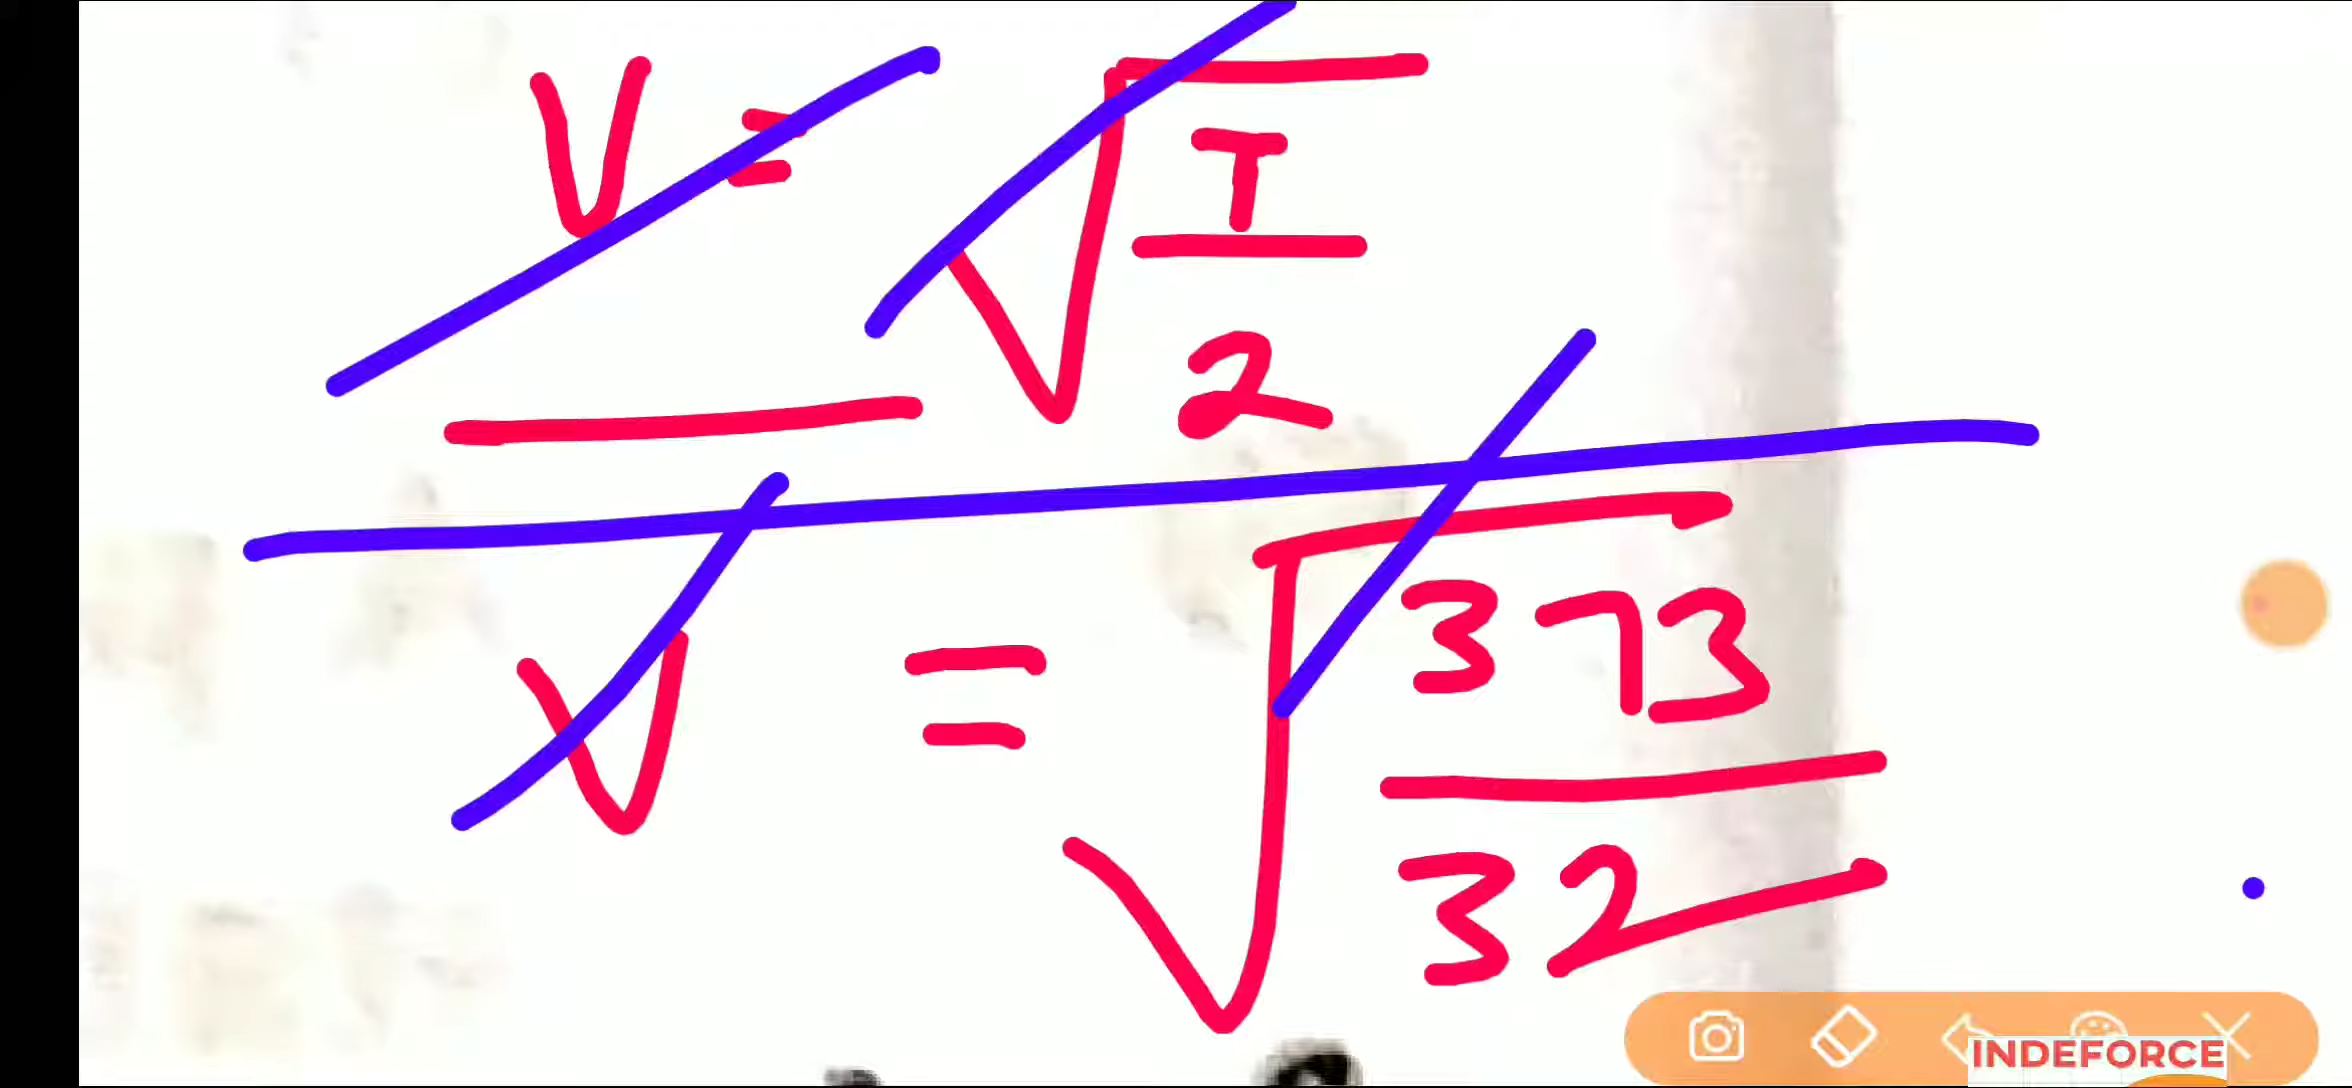 V = √T/2
V = √373/32
INDEFORCE